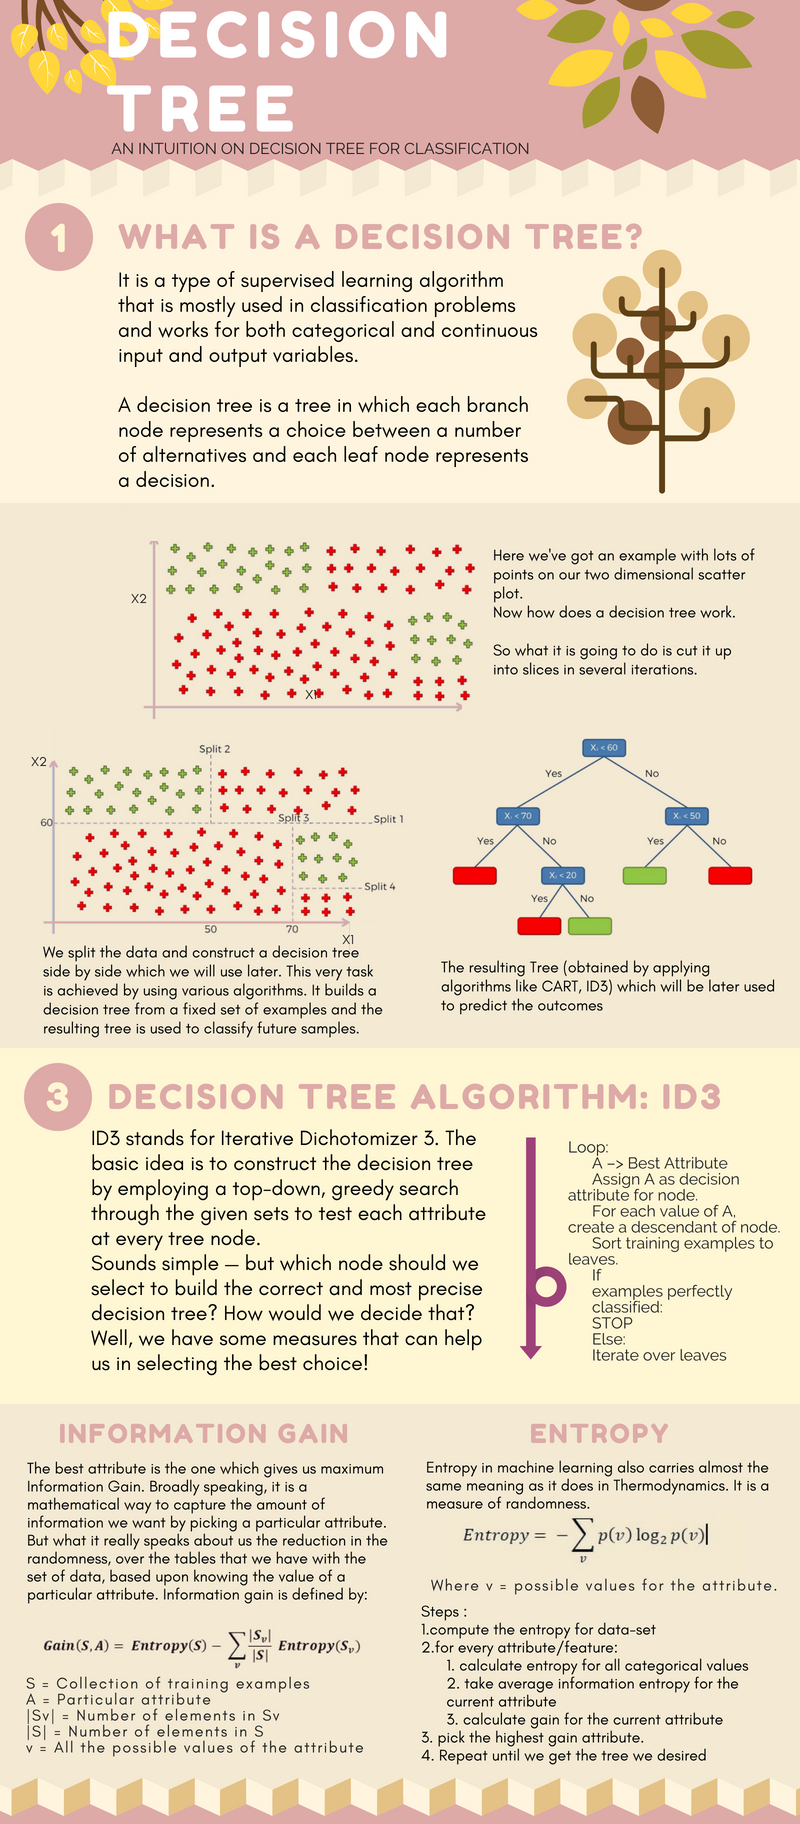 DECISION
TREE
AN INTUITION ON DECISION TREE FOR CLASSIFICATION
1
WHAT IS A DECISION TREE?
It is a type of supervised learning algorithm
that is mostly used in classification problems
and works for both categorical and continuous
input and output variables.
A decision tree is a tree in which each branch
node represents a choice between a number
of alternatives and each leaf node represents
a decision.
X2
X1
Here we've got an example with lots of
points on our two dimensional scatter
plot.
Now how does a decision tree work.
So what it is going to do is cut it up
into slices in several iterations.
Split 2
X2
60
Split 3
Split 1
Split 4
50
70
X1
We split the data and construct a decision tree
side by side which we will use later. This very task
is achieved by using various algorithms. It builds a
decision tree from a fixed set of examples and the
resulting tree is used to classify future samples.
Yes
No
Yes
No
Yes
No
Yes
No
The resulting Tree (obtained by applying
algorithms like CART, ID3) which will be later used
to predict the outcomes
3
DECISION TREE ALGORITHM: ID3
ID3 stands for Iterative Dichotomizer 3. The
basic idea is to construct the decision tree
by employing a top-down, greedy search
through the given sets to test each attribute
at every tree node.
Sounds simple — but which node should we
select to build the correct and most precise
decision tree? How would we decide that?
Well, we have some measures that can help
us in selecting the best choice!
Loop:
A –> Best Attribute
Assign A as decision
attribute for node.
For each value of A,
create a descendant of node.
Sort training examples to
leaves.
If
examples perfectly
classified:
STOP
Else:
Iterate over leaves
INFORMATION GAIN
The best attribute is the one which gives us maximum
Information Gain. Broadly speaking, it is a
mathematical way to capture the amount of
information we want by picking a particular attribute.
But what it really speaks about us the reduction in the
randomness, over the tables that we have with the
set of data, based upon knowing the value of a
particular attribute. Information gain is defined by:
Gain(S, A) = Entropy(S) − ∑v |Sv|/|S| Entropy(Sv)
S = Collection of training examples
A = Particular attribute
|Sv| = Number of elements in Sv
|S| = Number of elements in S
v = All the possible values of the attribute
ENTROPY
Entropy in machine learning also carries almost the
same meaning as it does in Thermodynamics. It is a
measure of randomness.
Entropy = − ∑v p(v) log2 p(v)
Where v = possible values for the attribute.
Steps :
1.compute the entropy for data-set
2.for every attribute/feature:
1. calculate entropy for all categorical values
2. take average information entropy for the
current attribute
3. calculate gain for the current attribute
3. pick the highest gain attribute.
4. Repeat until we get the tree we desired